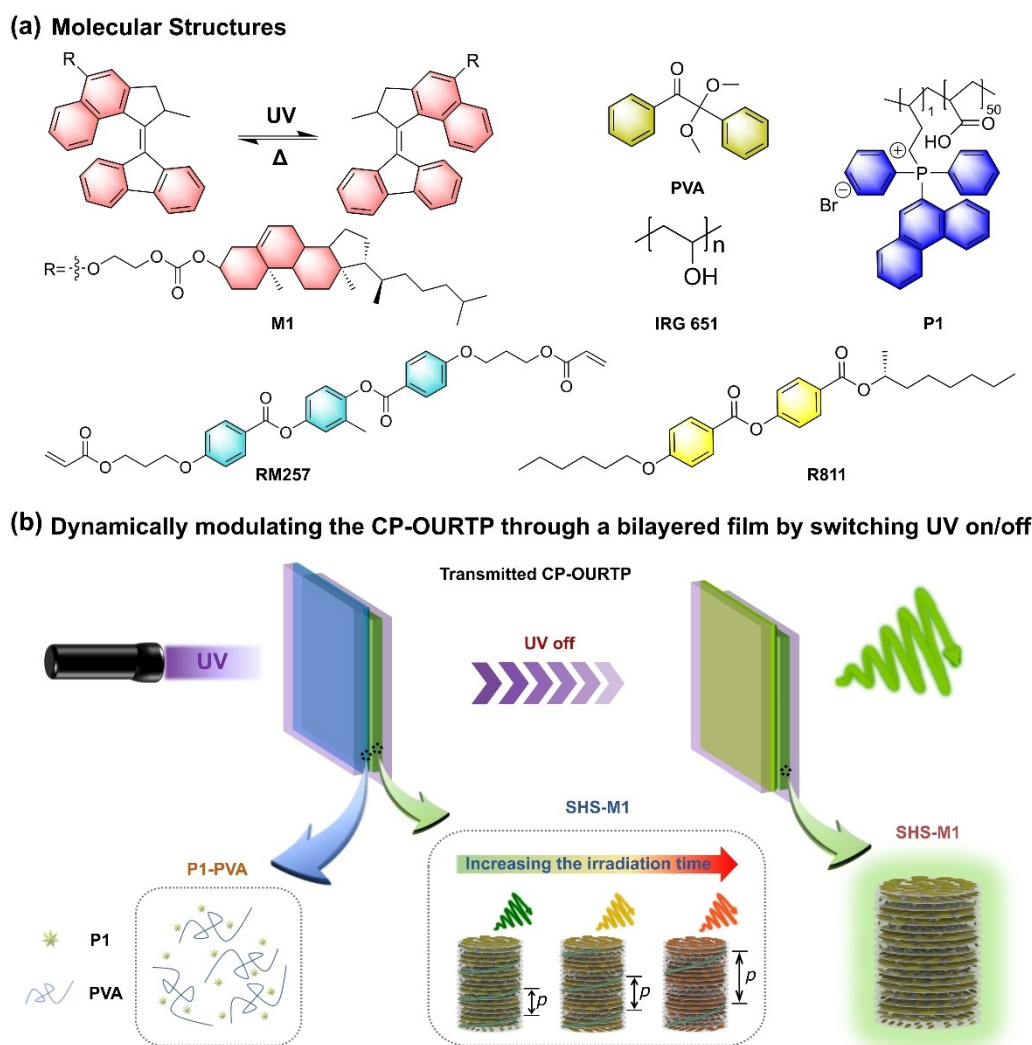 (a) Molecular Structures
R
R
UV
Δ
O
O
PVA
1
50
HO
O
⊕
P
Br
⊖
R=
O
O
O
O
M1
n
OH
IRG 651
P1
O
O
O
O
O
O
O
O
O
O
RM257
O
O
O
O
O
R811
(b) Dynamically modulating the CP-OURTP through a bilayered film by switching UV on/off
Transmitted CP-OURTP
UV
UV off
SHS-M1
SHS-M1
P1-PVA
Increasing the irradiation time
P1
PVA
p
p
p